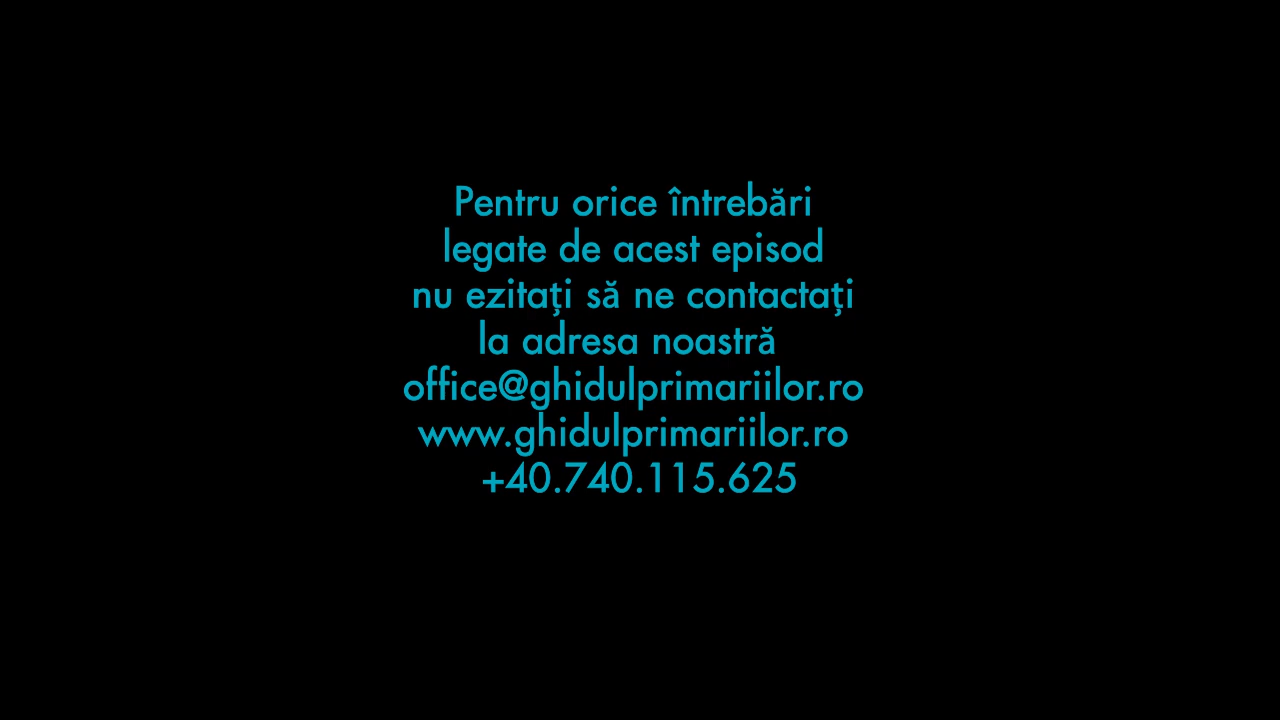 Pentru orice întrebări
legate de acest episod
nu ezitați să ne contactați
la adresa noastră
office@ghidulprimariilor.ro
www.ghidulprimariilor.ro
+40.740.115.625